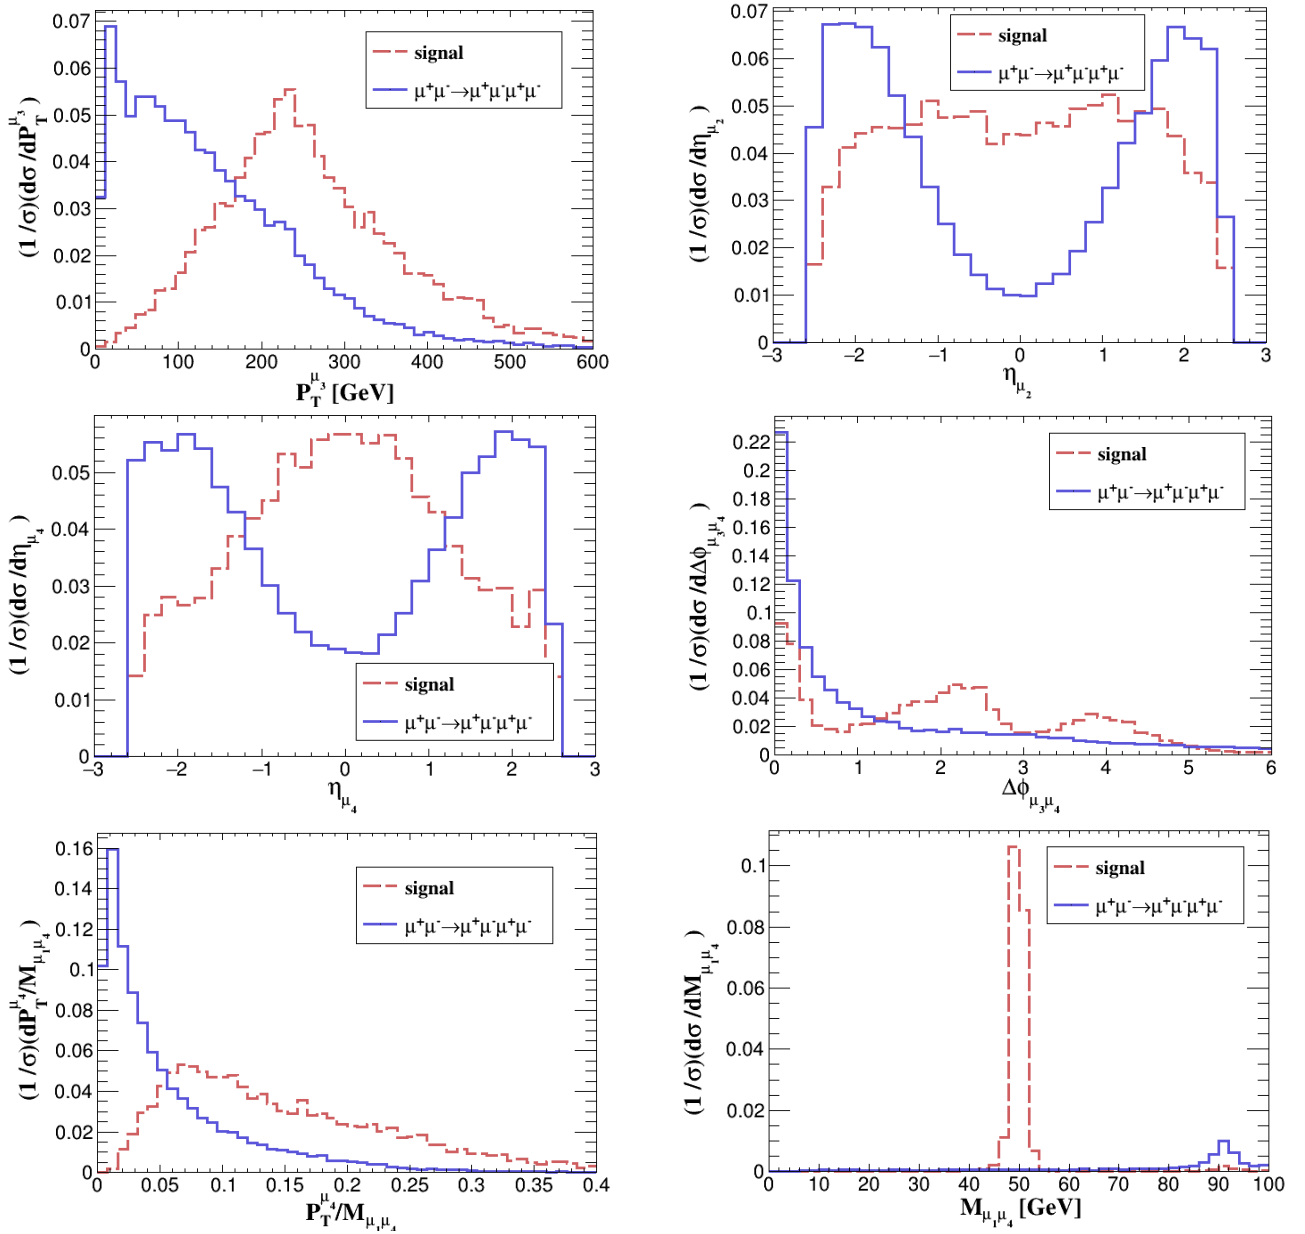 (1 /σ)(dσ /dP_T^μ₃)
0.07
0.06
0.05
0.04
0.03
0.02
0.01
0
signal
μ⁺μ⁻→μ⁺μ⁻μ⁺μ⁻
0 100 200 300 400 500 600
P_T^μ₃ [GeV]
(1 /σ)(dσ /dη_μ₂)
0.07
0.06
0.05
0.04
0.03
0.02
0.01
0
signal
μ⁺μ⁻→μ⁺μ⁻μ⁺μ⁻
−3 −2 −1 0 1 2 3
η_μ₂
(1 /σ)(dσ /dη_μ₄)
0.05
0.04
0.03
0.02
0.01
0
signal
μ⁺μ⁻→μ⁺μ⁻μ⁺μ⁻
−3 −2 −1 0 1 2 3
η_μ₄
(1 /σ)(dσ /dΔϕ_μ₃μ₄)
0.22
0.2
0.18
0.16
0.14
0.12
0.1
0.08
0.06
0.04
0.02
0
signal
μ⁺μ⁻→μ⁺μ⁻μ⁺μ⁻
0 1 2 3 4 5 6
Δϕ_μ₃μ₄
(1 /σ)(dP_T^μ₄/M_μ₁μ₄)
0.16
0.14
0.12
0.1
0.08
0.06
0.04
0.02
0
signal
μ⁺μ⁻→μ⁺μ⁻μ⁺μ⁻
0 0.05 0.1 0.15 0.2 0.25 0.3 0.35 0.4
P_T^μ₄/M_μ₁μ₄
(1 /σ)(dσ /dM_μ₁μ₄)
0.1
0.08
0.06
0.04
0.02
0
signal
μ⁺μ⁻→μ⁺μ⁻μ⁺μ⁻
0 10 20 30 40 50 60 70 80 90 100
M_μ₁μ₄ [GeV]